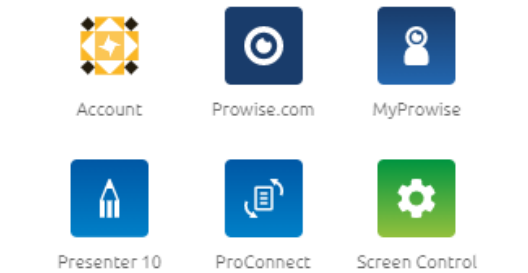 Account
Prowise.com
MyProwise
Presenter 10
ProConnect
Screen Control